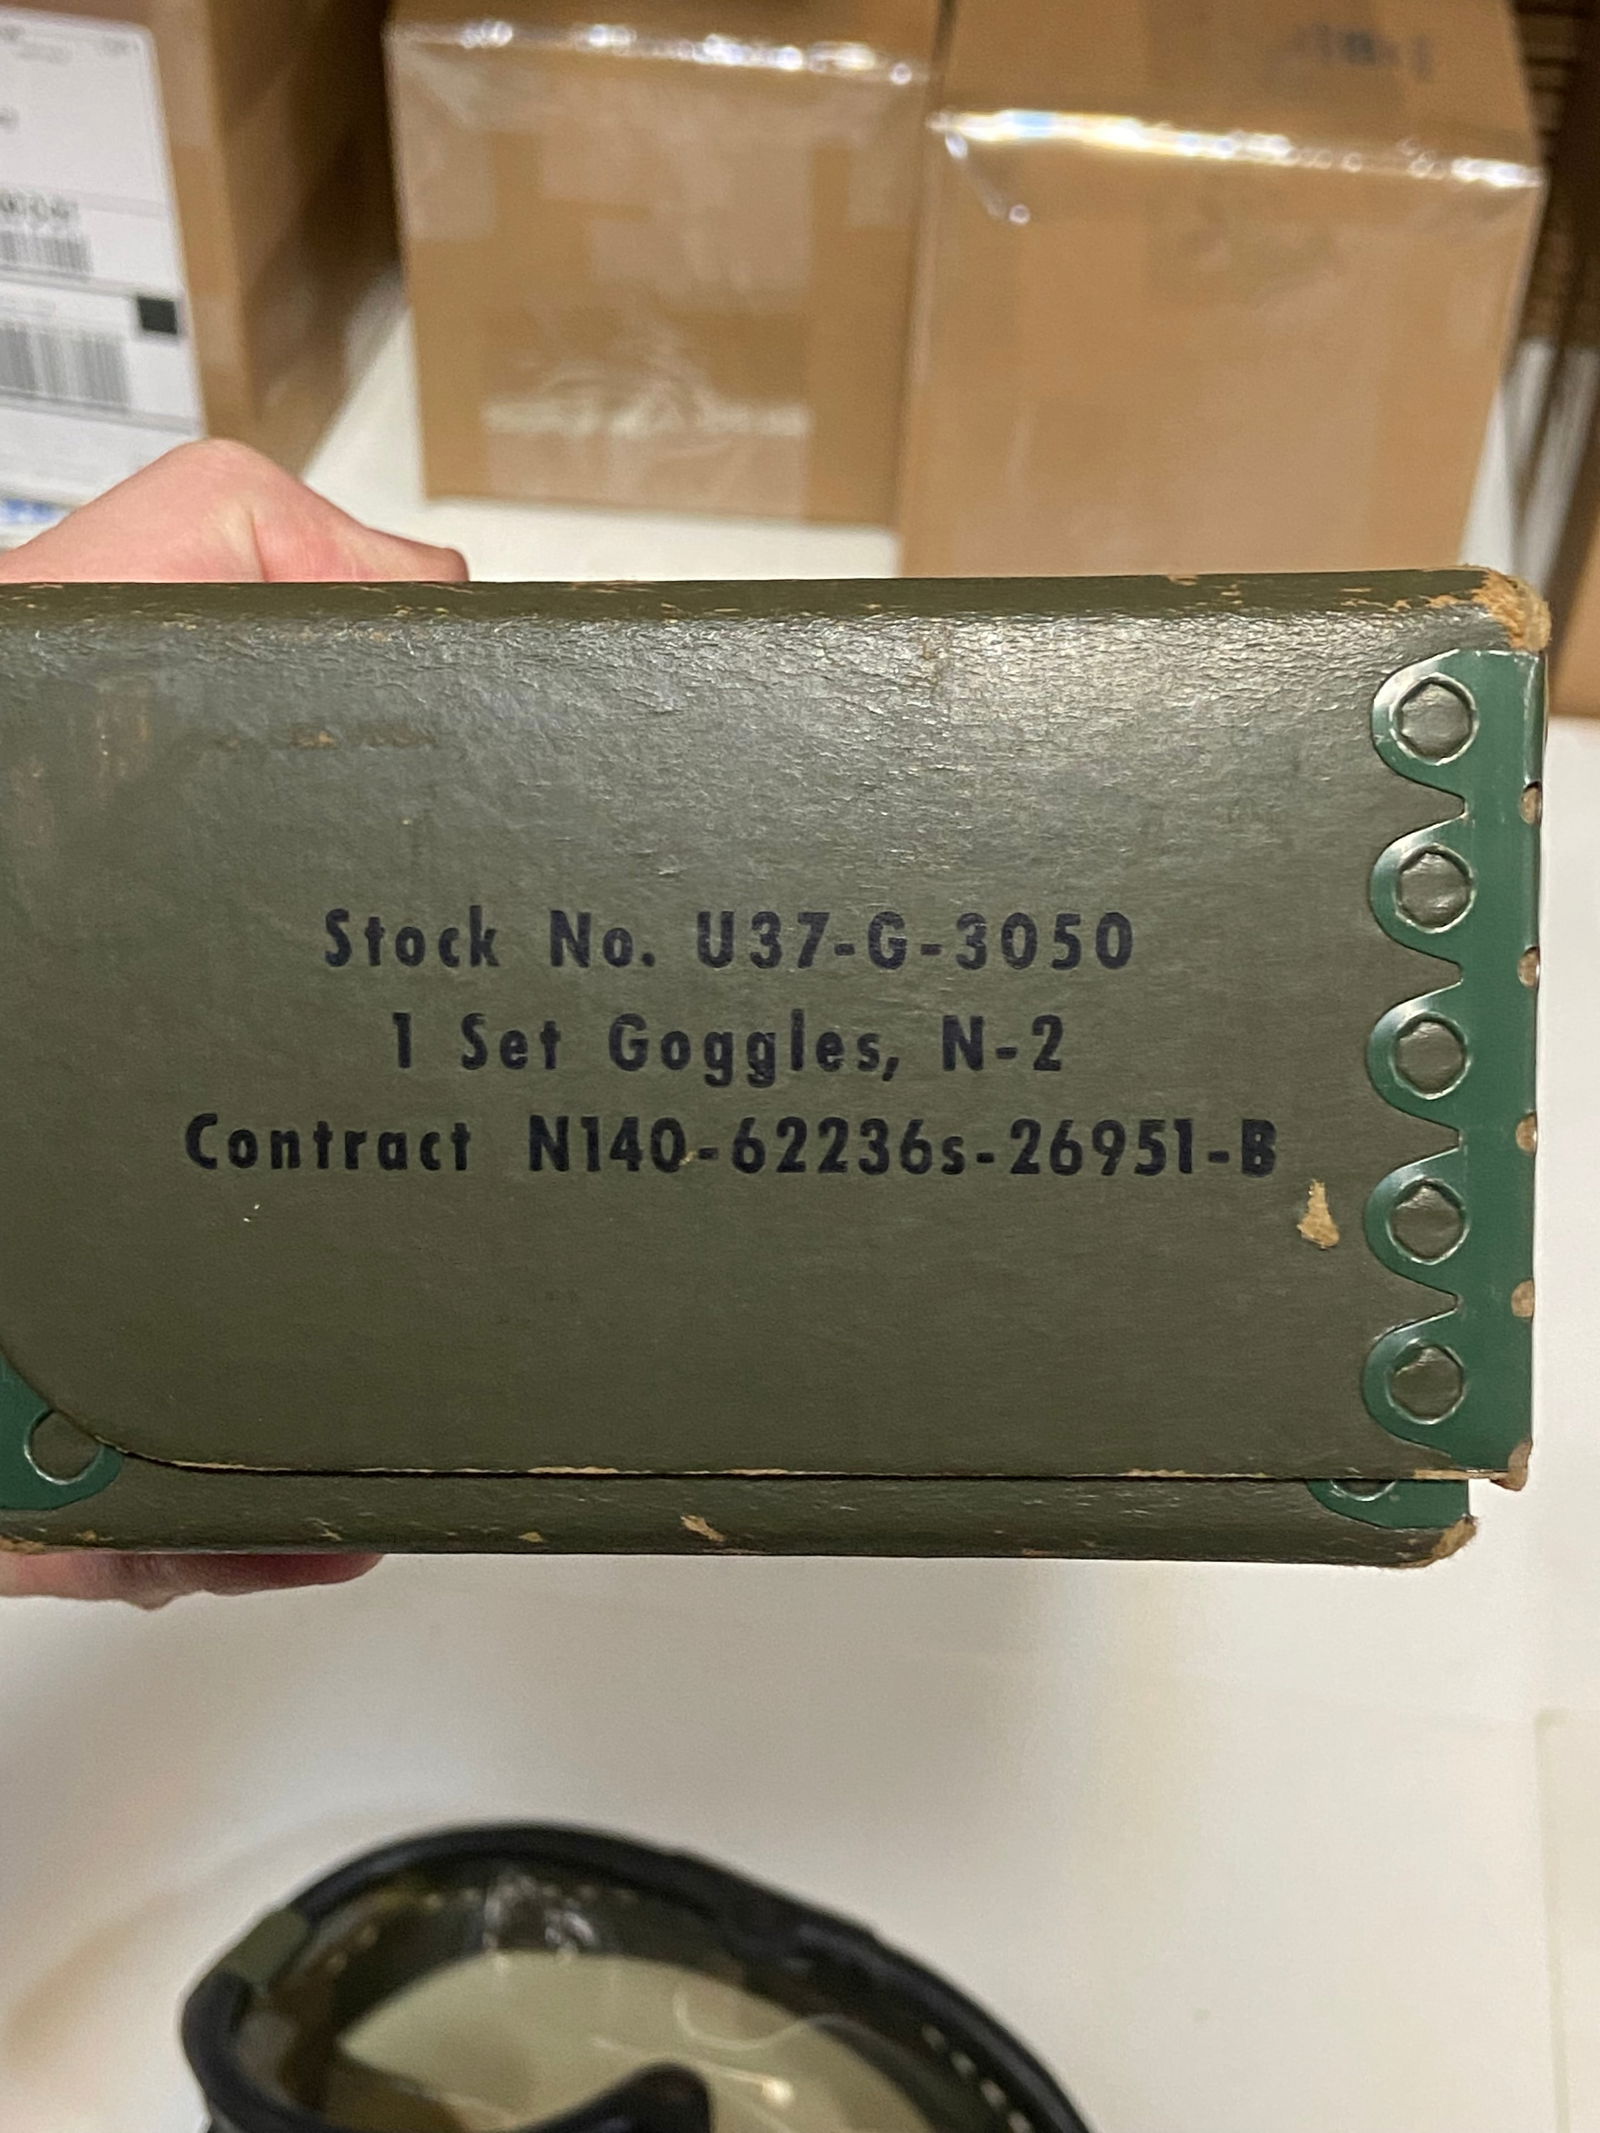 Stock No. U37-G-3050
1 Set Goggles, N-2
Contract N140-62236s-26951-B